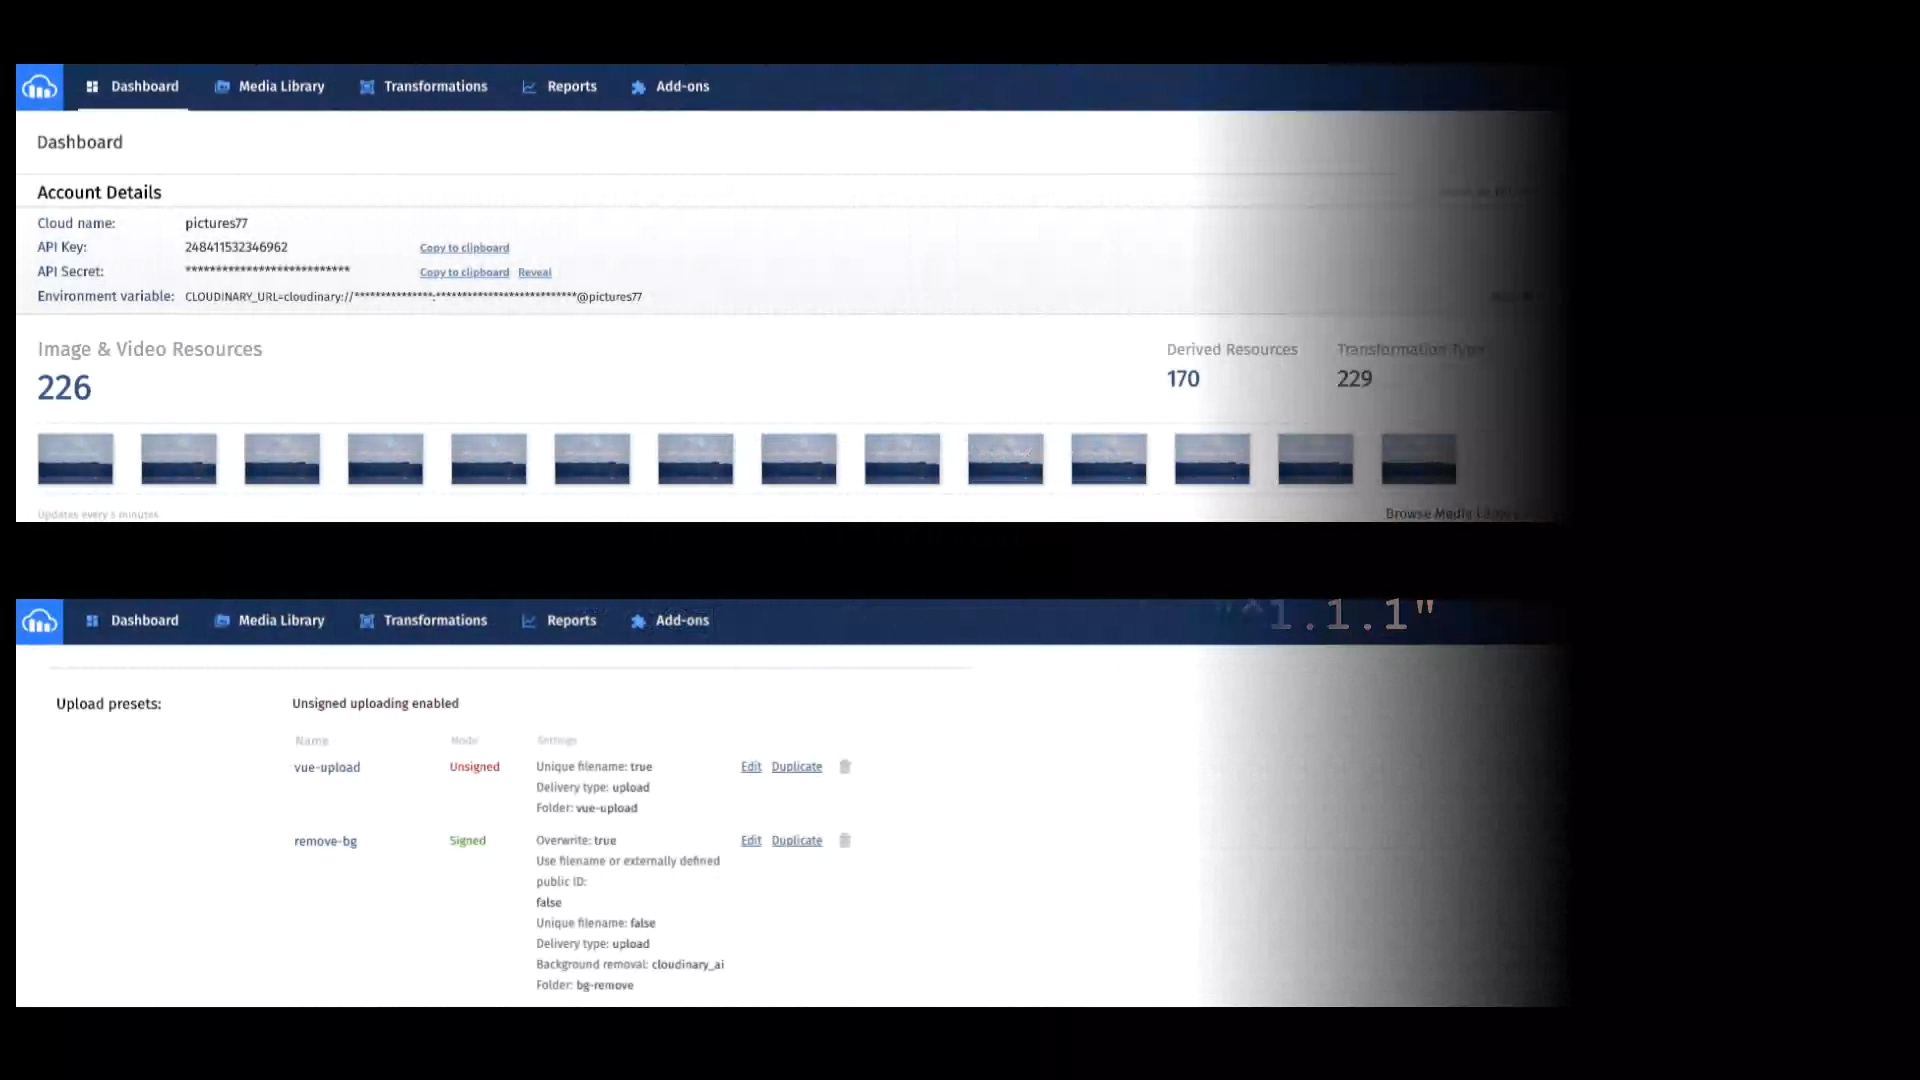 Dashboard Media Library Transformations Reports Add-ons
Dashboard
Account Details
Cloud name: pictures77
API Key: 248411532346962 Copy to clipboard
API Secret: *************************** Copy to clipboard Reveal
Environment variable: CLOUDINARY_URL=cloudinary://***************:***************************@pictures77
Image & Video Resources Derived Resources Transformation Type
226 170 229
Updates every 5 minutes Browse Media
Dashboard Media Library Transformations Reports Add-ons "^1.1.1"
Upload presets: Unsigned uploading enabled
Name Mode Settings
vue-upload Unsigned Unique filename: true Edit Duplicate
Delivery type: upload
Folder: vue-upload
remove-bg Signed Overwrite: true Edit Duplicate
Use filename or externally defined
public ID:
false
Unique filename: false
Delivery type: upload
Background removal: cloudinary_ai
Folder: bg-remove